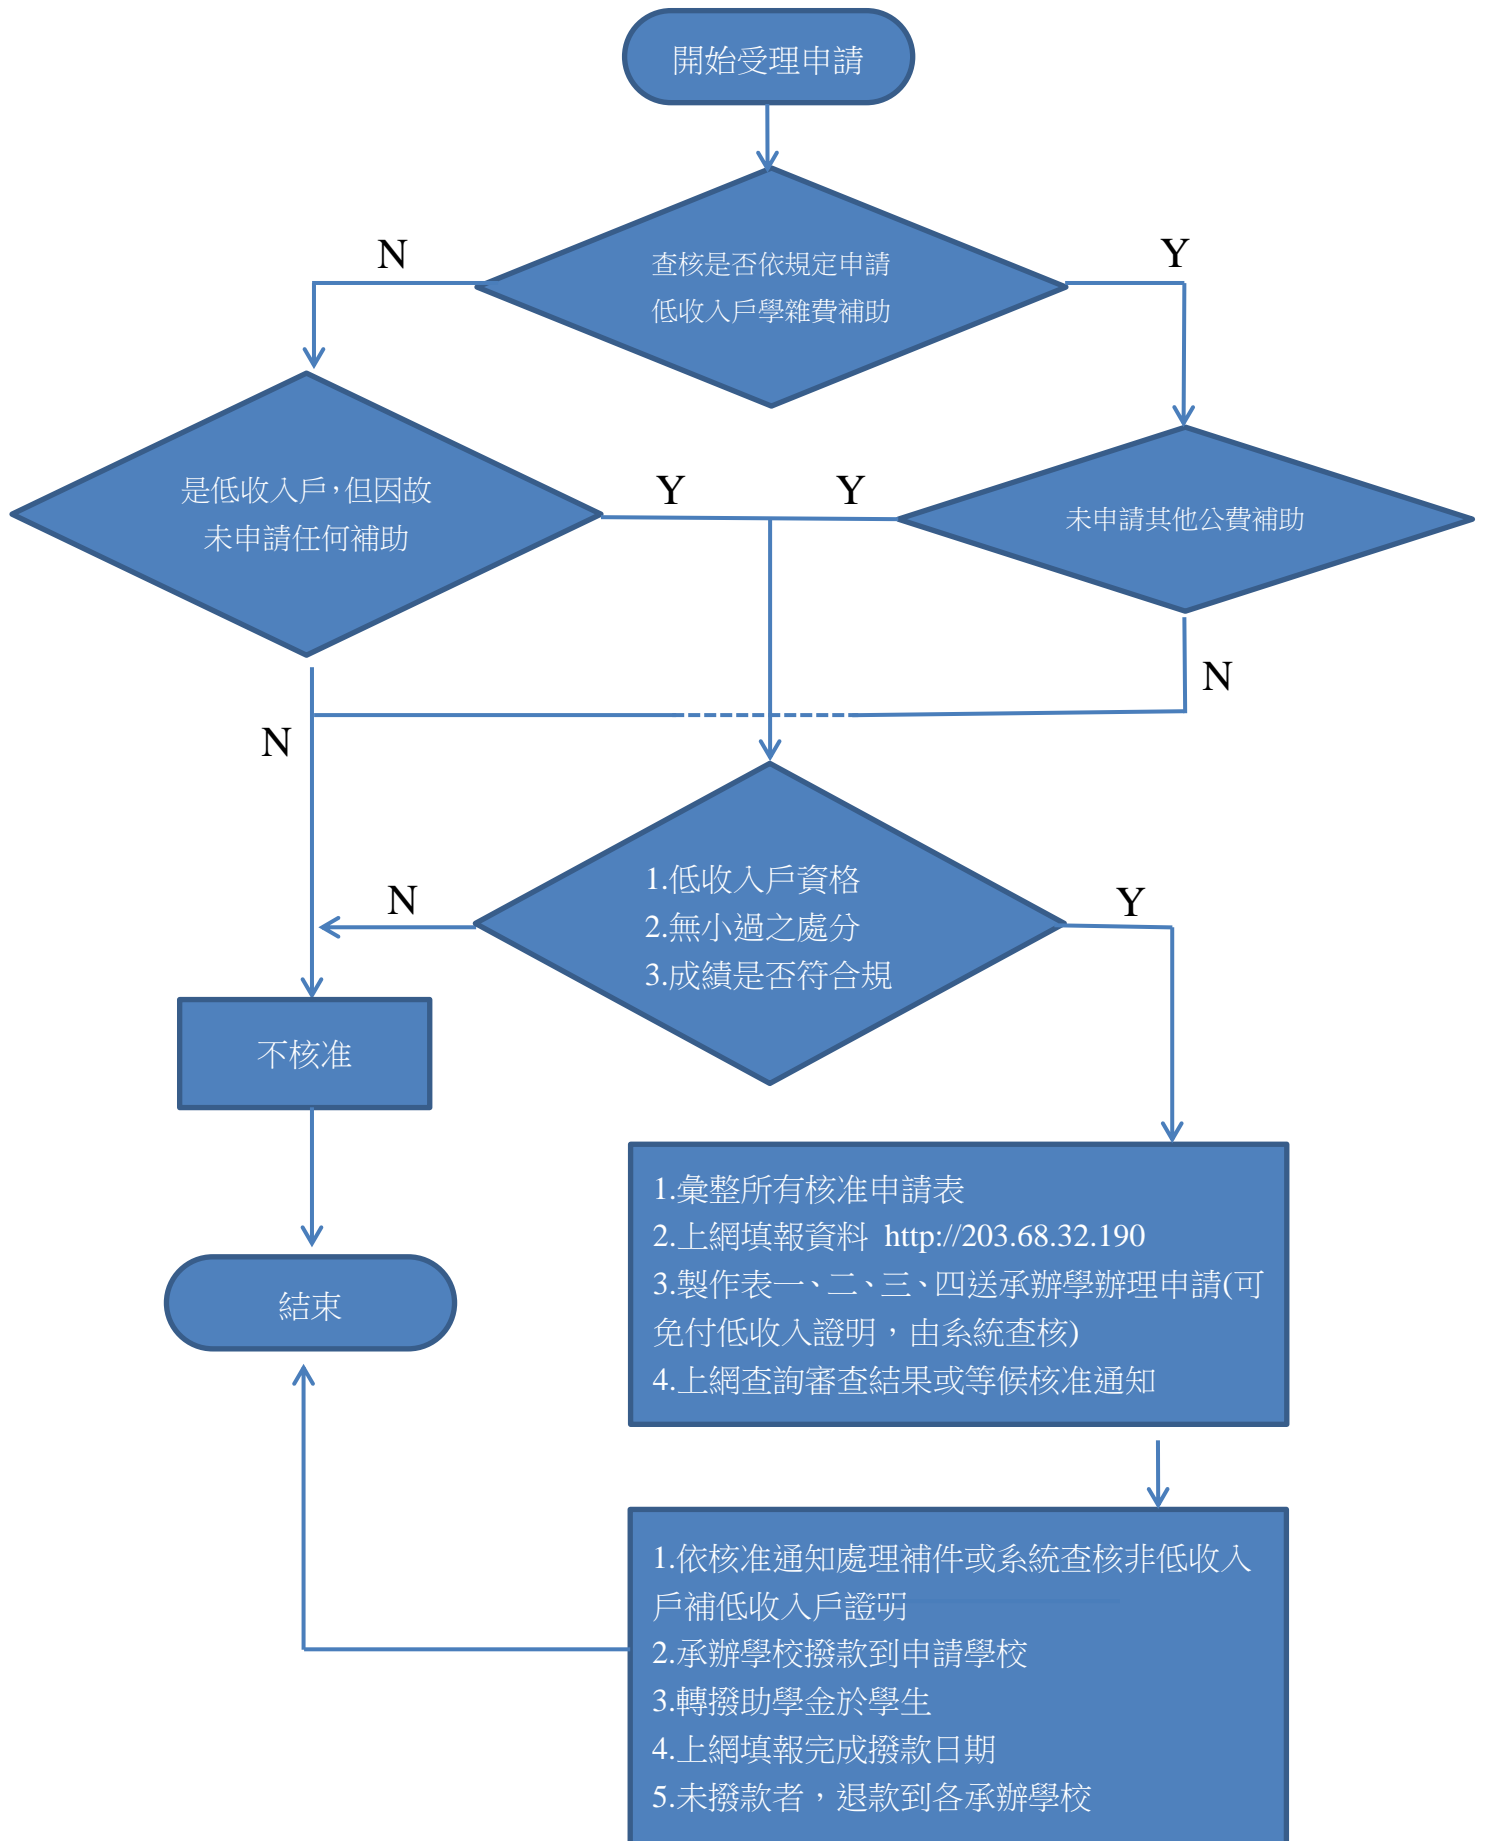 開始受理申請
N
Y
查核是否依規定申請
低收入戶學雜費補助
是低收入戶，但因故
未申請任何補助
Y
Y
未申請其他公費補助
N
N
1.低收入戶資格
2.無小過之處分
3.成績是否符合規
N
Y
不核准
1.彙整所有核准申請表
2.上網填報資料 http://203.68.32.190
3.製作表一、二、三、四送承辦學辦理申請(可
免付低收入證明，由系統查核)
4.上網查詢審查結果或等候核准通知
結束
1.依核准通知處理補件或系統查核非低收入
戶補低收入戶證明
2.承辦學校撥款到申請學校
3.轉撥助學金於學生
4.上網填報完成撥款日期
5.未撥款者，退款到各承辦學校